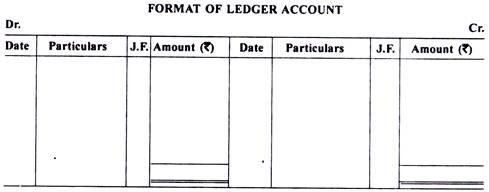 FORMAT OF LEDGER ACCOUNT
Dr. Cr.
Date Particulars J.F. Amount (₹) Date Particulars J.F. Amount (₹)